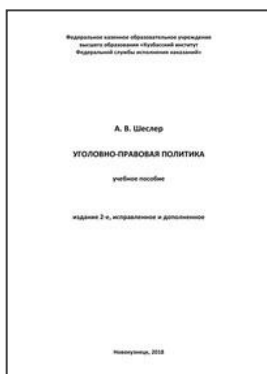 Федеральное казенное образовательное учреждение
высшего образования «Кузбасский институт
Федеральной службы исполнения наказаний»
А. В. Шеслер
УГОЛОВНО-ПРАВОВАЯ ПОЛИТИКА
учебное пособие
издание 2-е, исправленное и дополненное
Новокузнецк, 2018